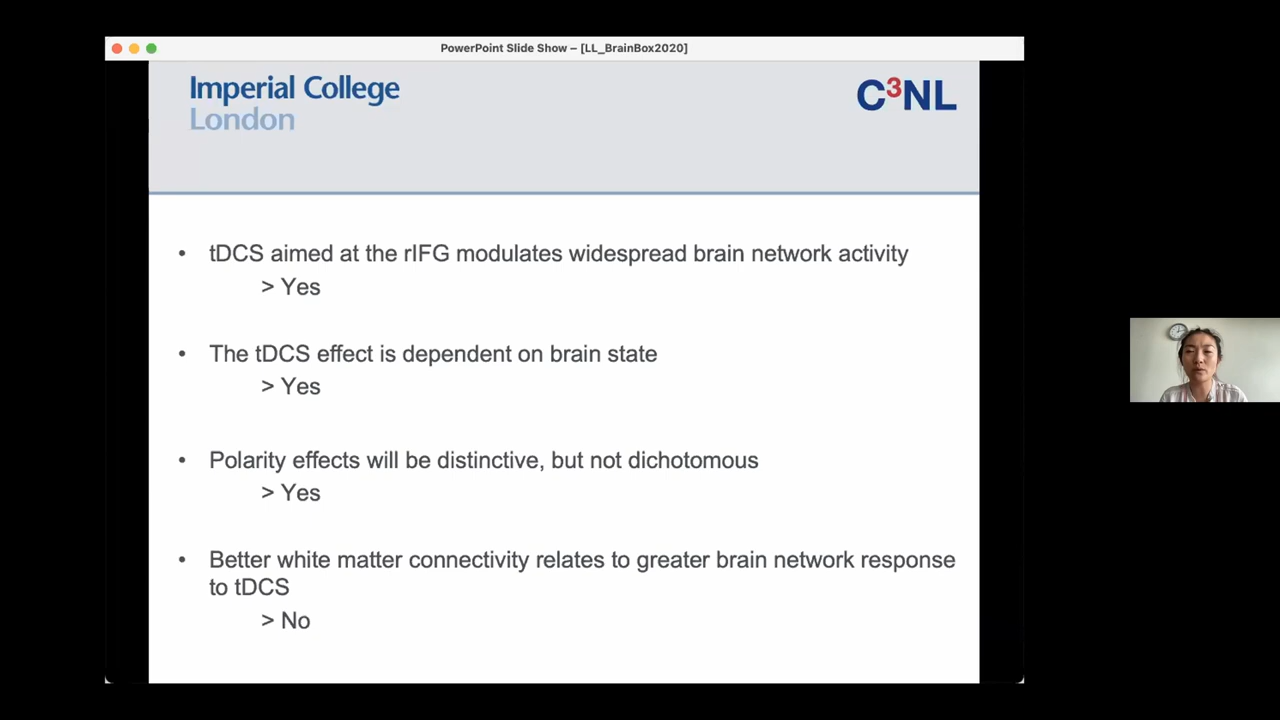 PowerPoint Slide Show – [LL_BrainBox2020]
Imperial College
London
C³NL
• tDCS aimed at the rIFG modulates widespread brain network activity
> Yes
• The tDCS effect is dependent on brain state
> Yes
• Polarity effects will be distinctive, but not dichotomous
> Yes
• Better white matter connectivity relates to greater brain network response
to tDCS
> No